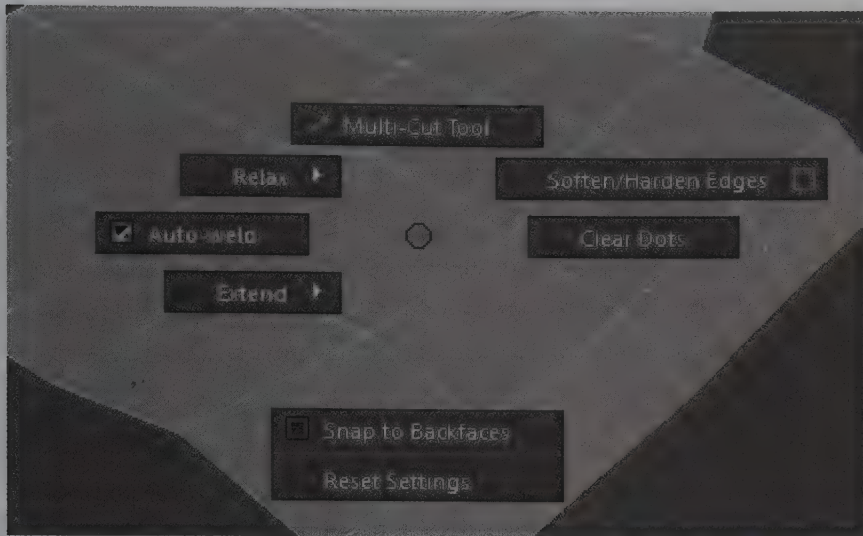 Multi-Cut Tool
Relax
Soften/Harden Edges
Auto-weld
Clear Dots
Extend
Snap to Backfaces
Reset Settings